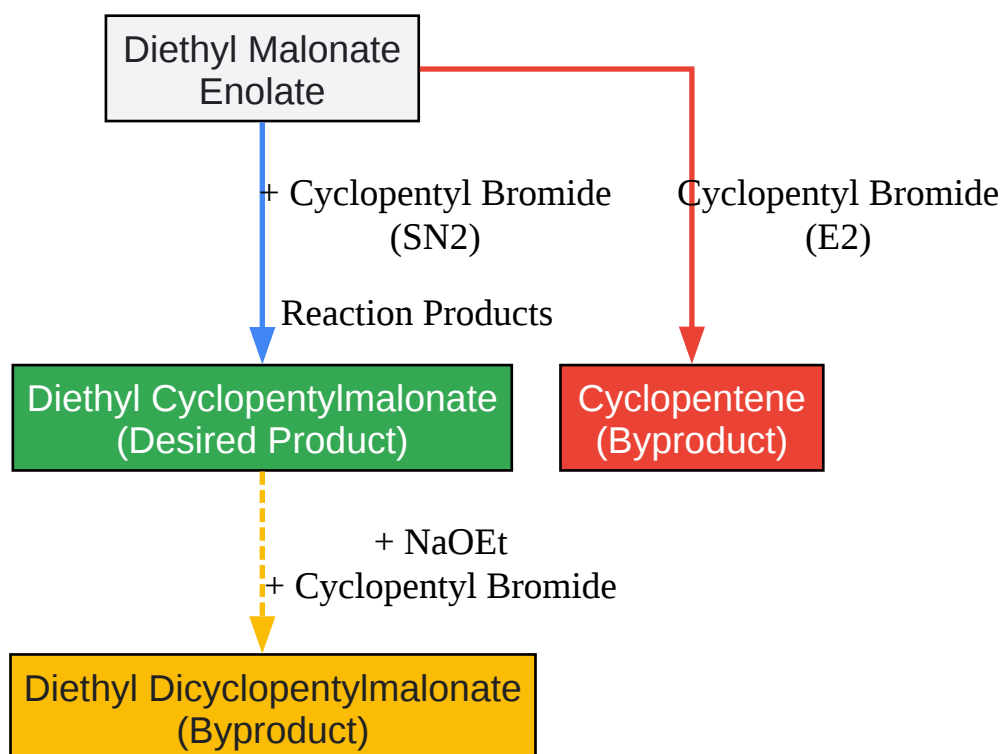 Diethyl Malonate
Enolate
+ Cyclopentyl Bromide
(SN2)
Cyclopentyl Bromide
(E2)
Reaction Products
Diethyl Cyclopentylmalonate
(Desired Product)
Cyclopentene
(Byproduct)
+ NaOEt
+ Cyclopentyl Bromide
Diethyl Dicyclopentylmalonate
(Byproduct)